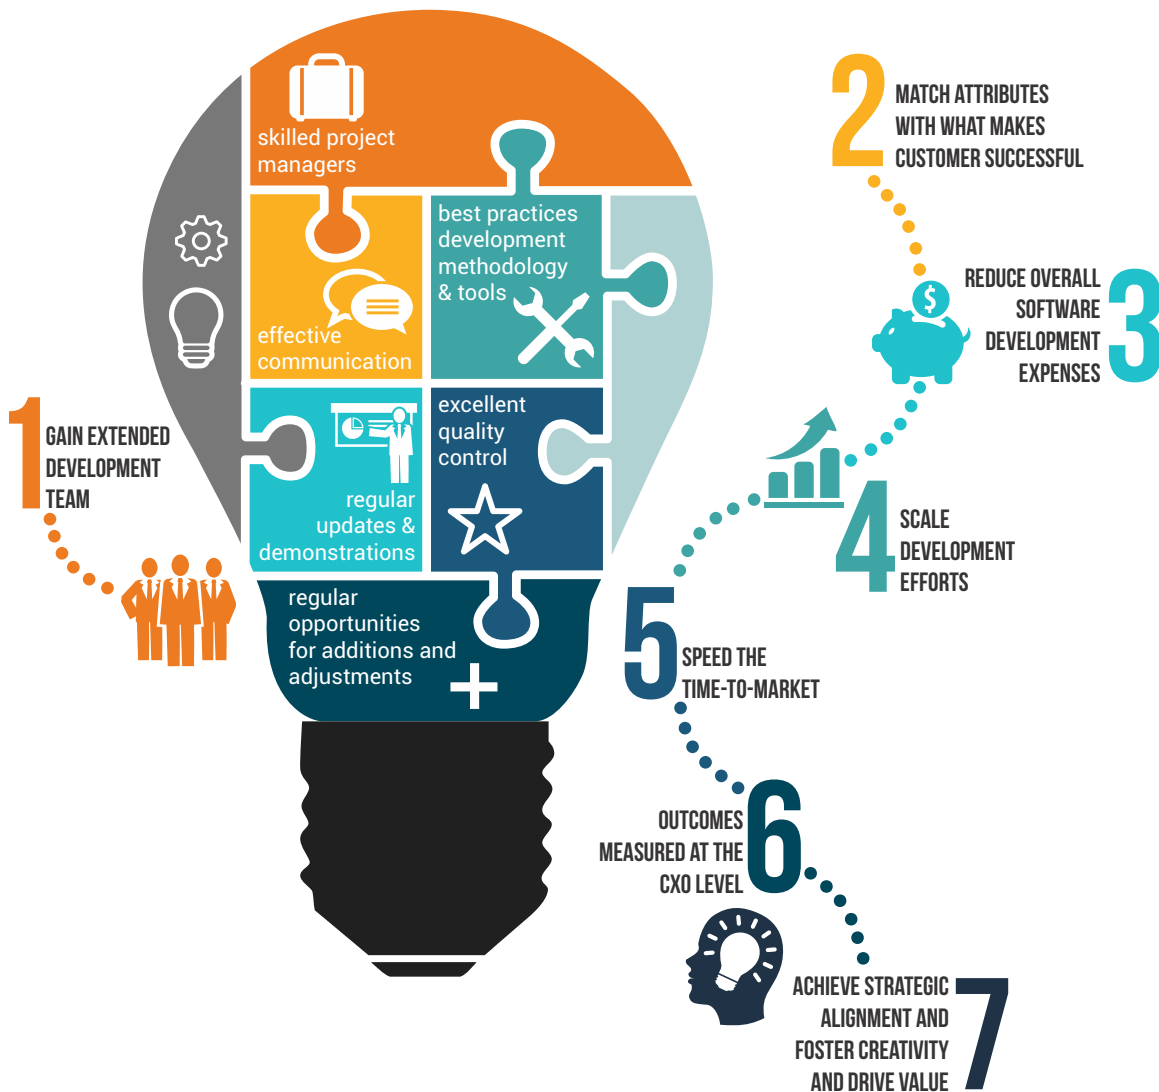 skilled project
managers
effective
communication
best practices
development
methodology
& tools
regular
updates &
demonstrations
excellent
quality
control
regular
opportunities
for additions and
adjustments
1
GAIN EXTENDED
DEVELOPMENT
TEAM
2
MATCH ATTRIBUTES
WITH WHAT MAKES
CUSTOMER SUCCESSFUL
$
REDUCE OVERALL
SOFTWARE
DEVELOPMENT
EXPENSES
3
4
SCALE
DEVELOPMENT
EFFORTS
5
SPEED THE
TIME-TO-MARKET
6
OUTCOMES
MEASURED AT THE
CXO LEVEL
ACHIEVE STRATEGIC
ALIGNMENT AND
FOSTER CREATIVITY
AND DRIVE VALUE
7